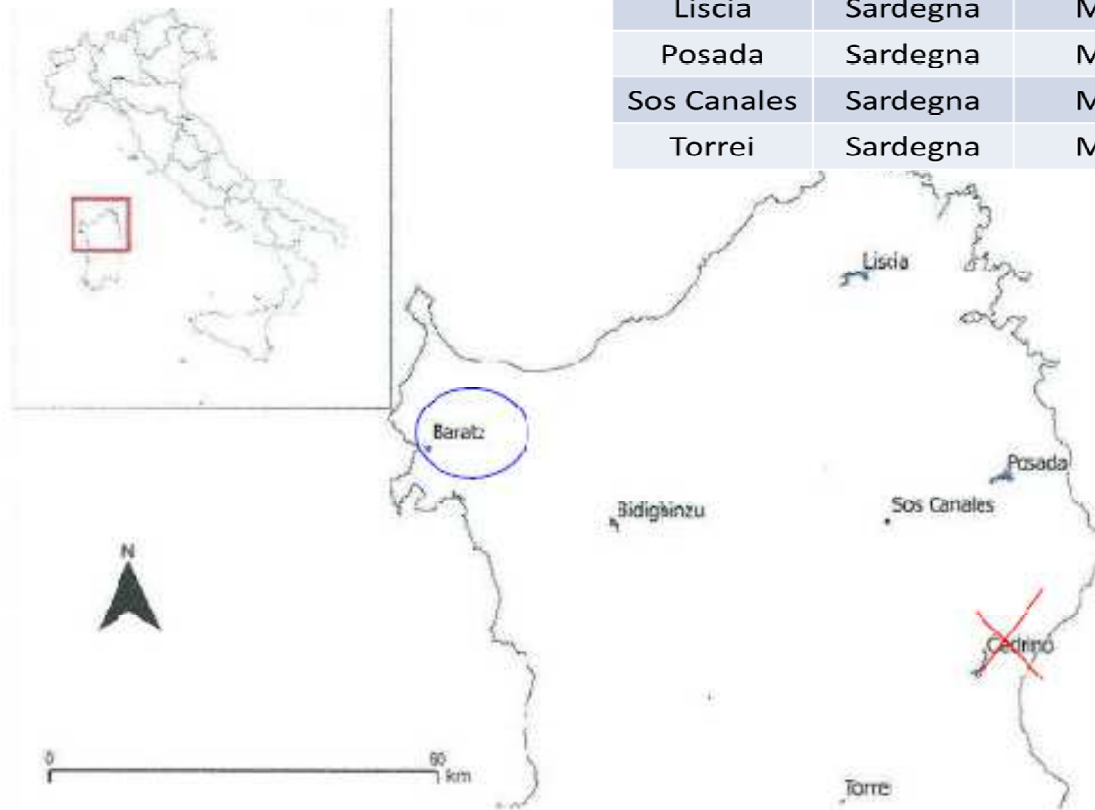 Liscia Sardegna M
Posada Sardegna M
Sos Canales Sardegna M
Torrei Sardegna M
Liscia
Baratz
Posada
Sos Canales
Bidighinzu
N
Cedrino
0 60
km
Torre